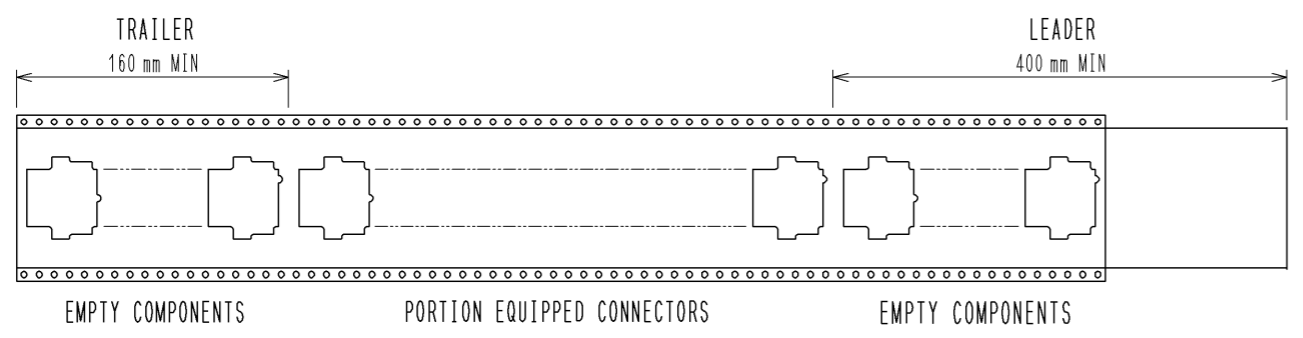 TRAILER
160 mm MIN
LEADER
400 mm MIN
EMPTY COMPONENTS
PORTION EQUIPPED CONNECTORS
EMPTY COMPONENTS